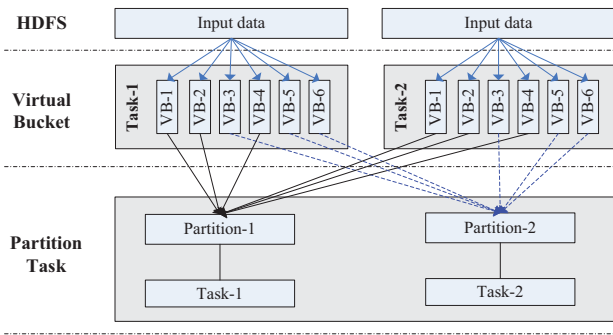 HDFS
Input data
Input data
Virtual
Bucket
Task-1
VB-1
VB-2
VB-3
VB-4
VB-5
VB-6
Task-2
VB-1
VB-2
VB-3
VB-4
VB-5
VB-6
Partition
Task
Partition-1
Partition-2
Task-1
Task-2